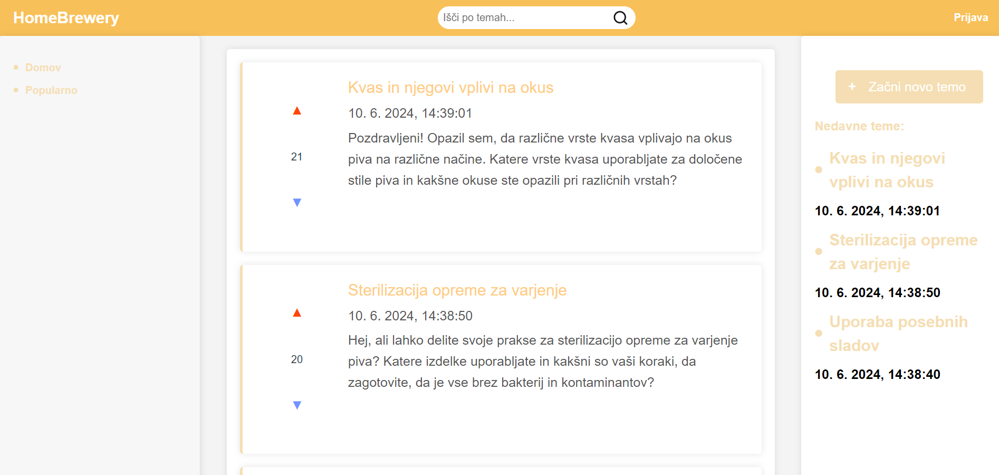 HomeBrewery
Išči po temah...
Prijava
Domov
Popularno
Kvas in njegovi vplivi na okus
10. 6. 2024, 14:39:01
21
Pozdravljeni! Opazil sem, da različne vrste kvasa vplivajo na okus
piva na različne načine. Katere vrste kvasa uporabljate za določene
stile piva in kakšne okuse ste opazili pri različnih vrstah?
Sterilizacija opreme za varjenje
10. 6. 2024, 14:38:50
20
Hej, ali lahko delite svoje prakse za sterilizacijo opreme za varjenje
piva? Katere izdelke uporabljate in kakšni so vaši koraki, da
zagotovite, da je vse brez bakterij in kontaminantov?
+ Začni novo temo
Nedavne teme:
Kvas in njegovi
vplivi na okus
10. 6. 2024, 14:39:01
Sterilizacija opreme
za varjenje
10. 6. 2024, 14:38:50
Uporaba posebnih
sladov
10. 6. 2024, 14:38:40